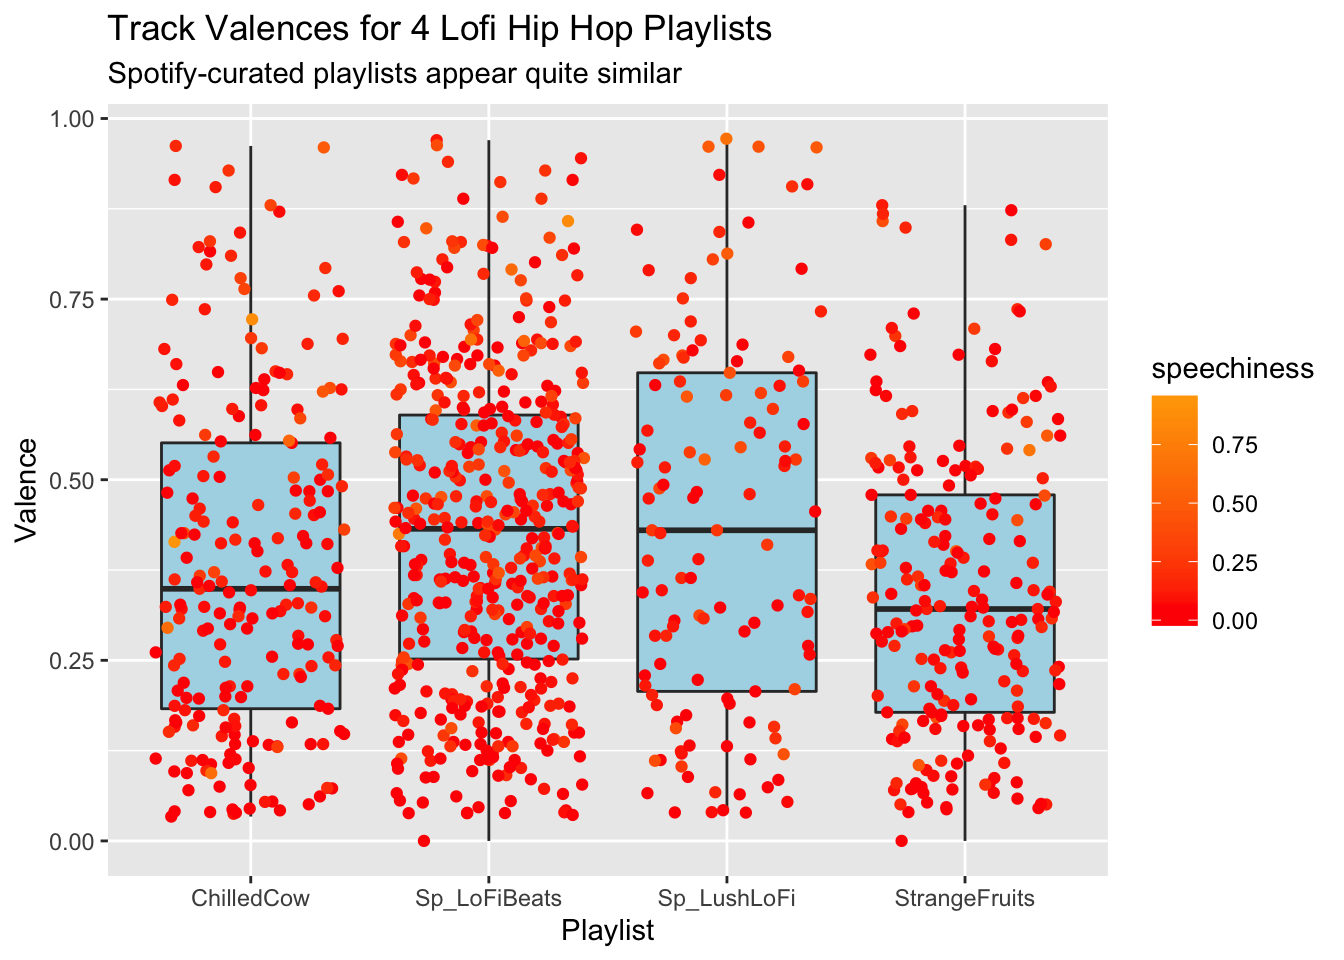 Track Valences for 4 Lofi Hip Hop Playlists
Spotify-curated playlists appear quite similar
1.00
0.75
0.50
0.25
0.00
Valence
ChilledCow
Sp_LoFiBeats
Sp_LushLoFi
StrangeFruits
Playlist
speechiness
0.75
0.50
0.25
0.00